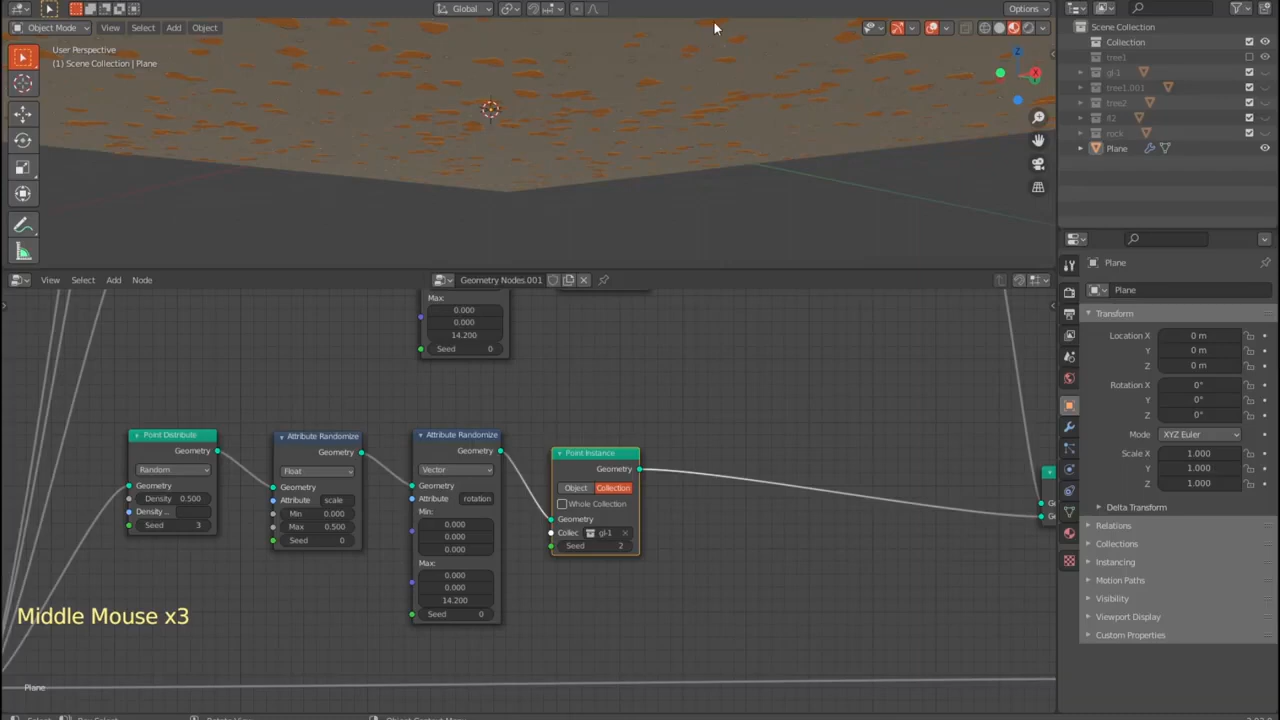 Global
Options
Object Mode
View
Select
Add
Object
User Perspective
(1) Scene Collection | Plane
Scene Collection
Collection
tree1
gl-1
tree1.001
tree2
fl2
rock
Plane
View
Select
Add
Node
Geometry Nodes.001
Plane
Plane
Transform
Location X
0 m
Y
0 m
Z
0 m
Rotation X
0°
Y
0°
Z
0°
Mode
XYZ Euler
Scale X
1.000
Y
1.000
Z
1.000
Delta Transform
Relations
Collections
Instancing
Motion Paths
Visibility
Viewport Display
Custom Properties
Max:
0.000
0.000
14.200
Seed 0
Point Distribute
Geometry
Random
Geometry
Density 0.500
Density ..
Seed 3
Attribute Randomize
Geometry
Float
Geometry
Attribute scale
Min 0.000
Max 0.500
Seed 0
Attribute Randomize
Geometry
Vector
Geometry
Attribute rotation
Min:
0.000
0.000
0.000
Max:
0.000
0.000
14.200
Seed 0
Point Instance
Geometry
Object Collection
Whole Collection
Geometry
Collec gl-1
Seed 2
Middle Mouse x3
Plane